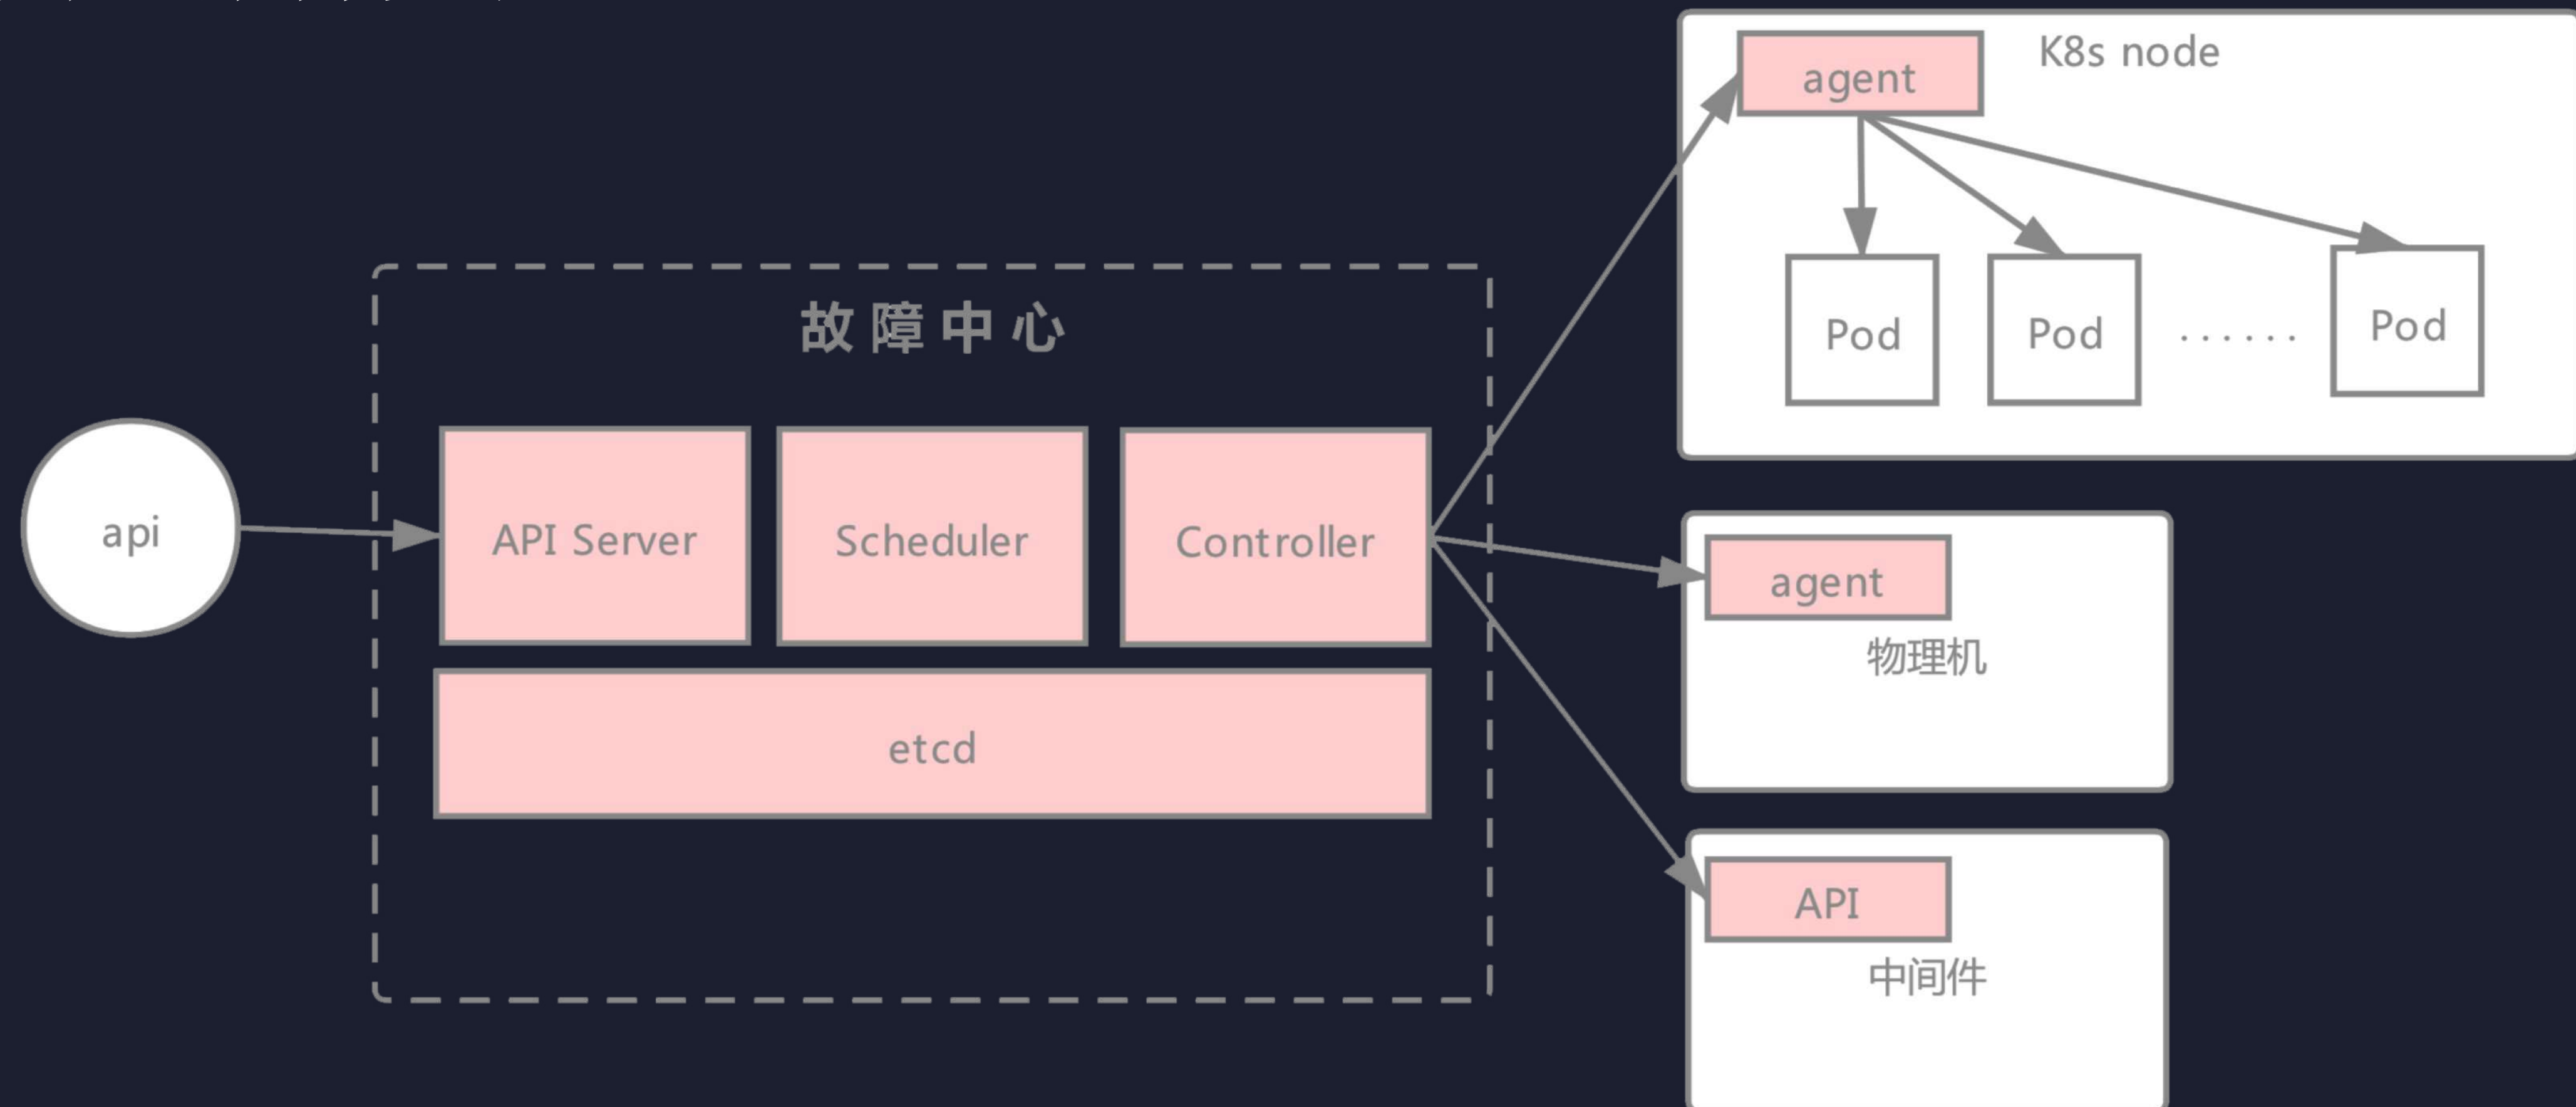 K8s node
agent
Pod
Pod
......
Pod
故障中心
api
API Server
Scheduler
Controller
etcd
agent
物理机
API
中间件